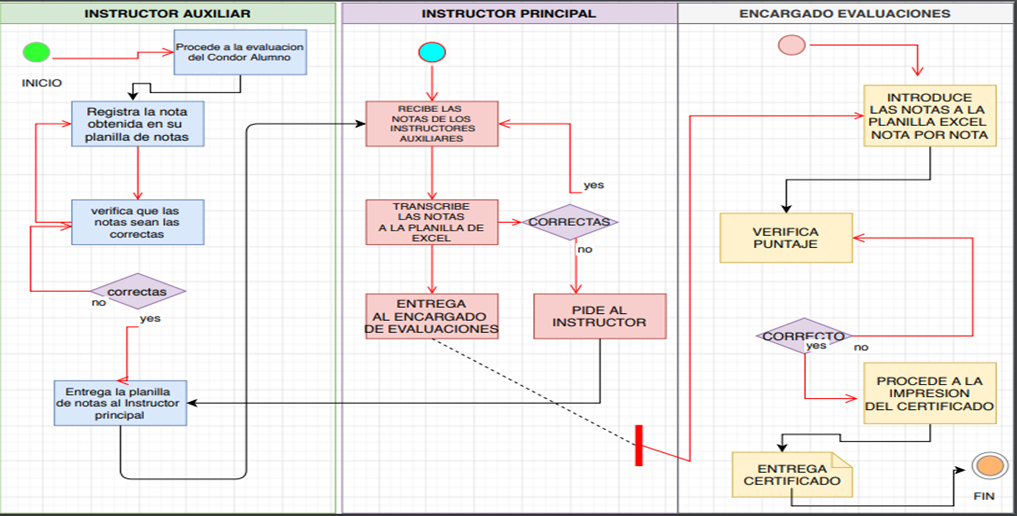 INSTRUCTOR AUXILIAR
INSTRUCTOR PRINCIPAL
ENCARGADO EVALUACIONES
INICIO
Procede a la evaluacion
del Condor Alumno
Registra la nota
obtenida en su
planilla de notas
verifica que las
notas sean las
correctas
correctas
no
yes
Entrega la planilla
de notas al Instructor
principal
RECIBE LAS
NOTAS DE LOS
INSTRUCTORES
AUXILIARES
yes
TRANSCRIBE
LAS NOTAS
A LA PLANILLA DE
EXCEL
CORRECTAS
no
ENTREGA
AL ENCARGADO
DE EVALUACIONES
PIDE AL
INSTRUCTOR
INTRODUCE
LAS NOTAS A LA
PLANILLA EXCEL
NOTA POR NOTA
VERIFICA
PUNTAJE
CORRECTO
yes
no
PROCEDE A LA
IMPRESION
DEL CERTIFICADO
ENTREGA
CERTIFICADO
FIN